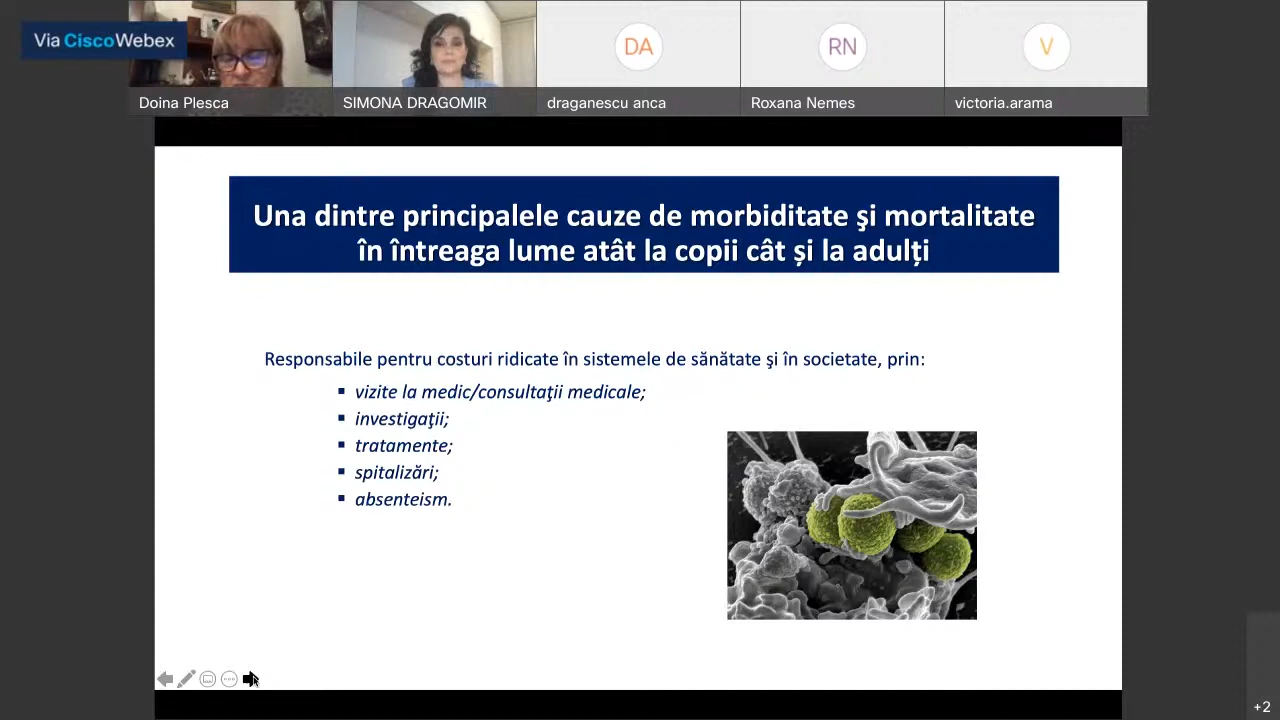 Via Cisco Webex
DA
RN
V
Doina Plesca
SIMONA DRAGOMIR
draganescu anca
Roxana Nemes
victoria.arama
Una dintre principalele cauze de morbiditate şi mortalitate
în întreaga lume atât la copii cât și la adulți
Responsabile pentru costuri ridicate în sistemele de sănătate şi în societate, prin:
▪ vizite la medic/consultaţii medicale;
▪ investigaţii;
▪ tratamente;
▪ spitalizări;
▪ absenteism.
+2